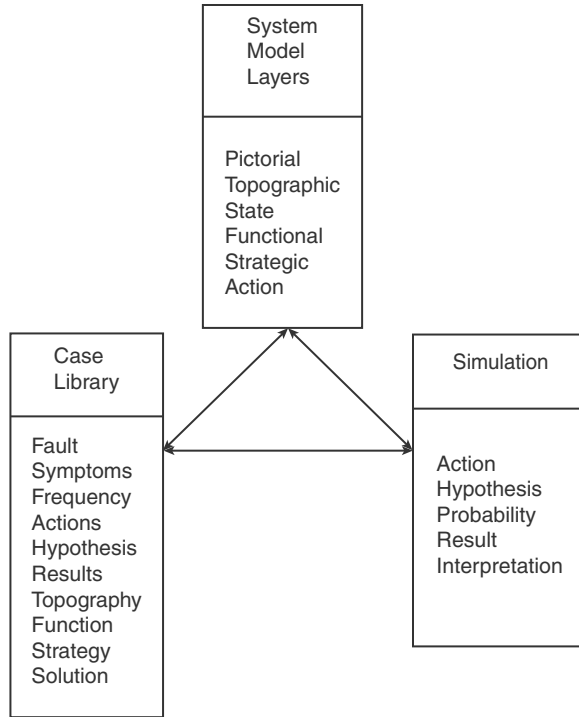 System
Model
Layers
Pictorial
Topographic
State
Functional
Strategic
Action
Case
Library
Fault
Symptoms
Frequency
Actions
Hypothesis
Results
Topography
Function
Strategy
Solution
Simulation
Action
Hypothesis
Probability
Result
Interpretation